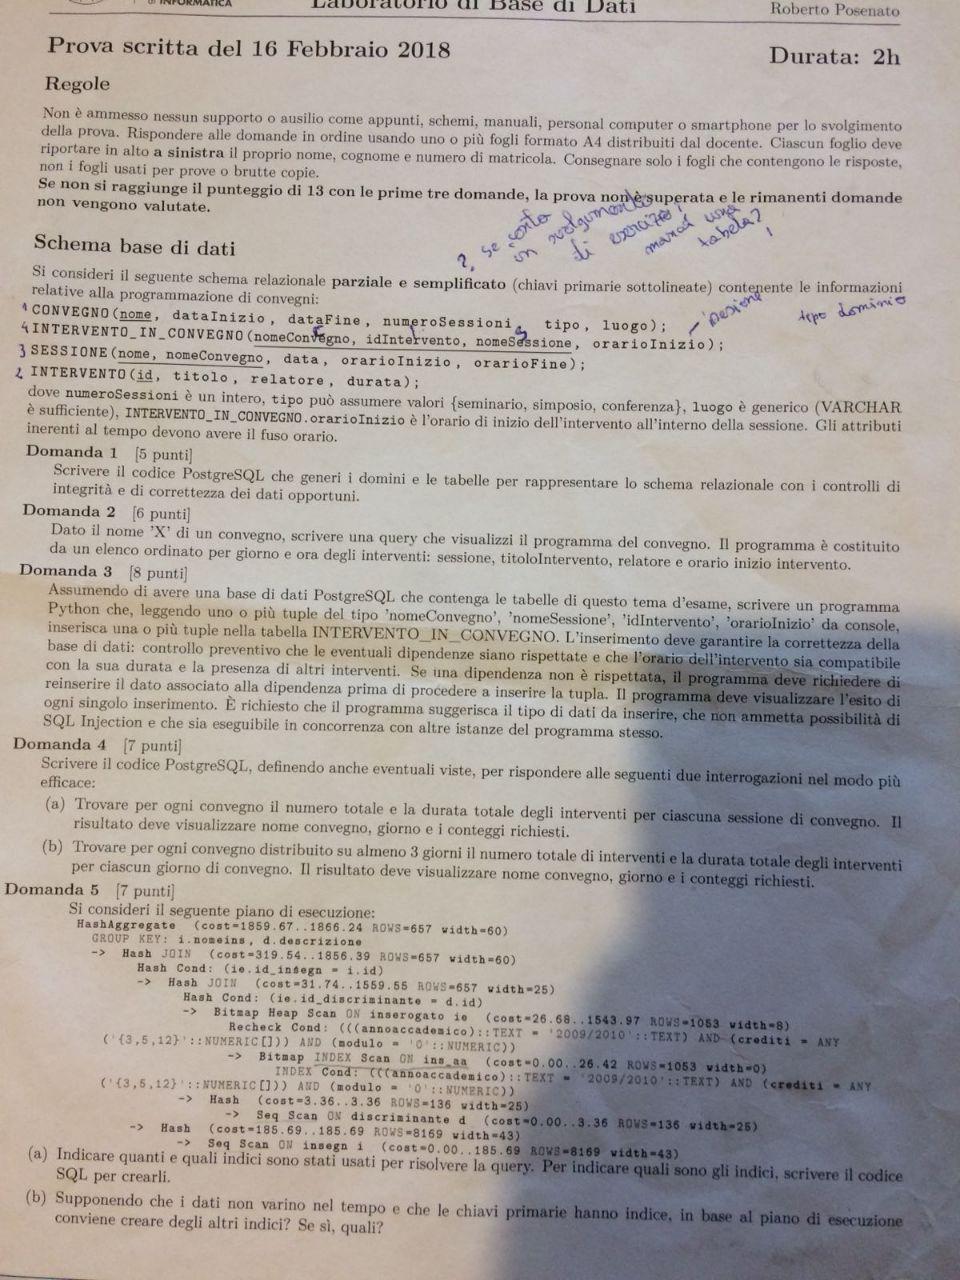 di INFORMATICA
Laboratorio di Base di Dati
Roberto Posenato
Prova scritta del 16 Febbraio 2018
Durata: 2h
Regole
Non è ammesso nessun supporto o ausilio come appunti, schemi, manuali, personal computer o smartphone per lo svolgimento
della prova. Rispondere alle domande in ordine usando uno o più fogli formato A4 distribuiti dal docente. Ciascun foglio deve
riportare in alto a sinistra il proprio nome, cognome e numero di matricola. Consegnare solo i fogli che contengono le risposte,
non i fogli usati per prove o brutte copie.
Se non si raggiunge il punteggio di 13 con le prime tre domande, la prova non è superata e le rimanenti domande
non vengono valutate.
?, se conto
in svolgimento
di esercizio,
manca una
tabela?
Schema base di dati
Si consideri il seguente schema relazionale parziale e semplificato (chiavi primarie sottolineate) contenente le informazioni
relative alla programmazione di convegni:
1 CONVEGNO(nome, dataInizio, dataFine, numeroSessioni, tipo, luogo);
tipo dominio
4 INTERVENTO_IN_CONVEGNO(nomeConvegno, idIntervento, nomeSessione, orarioInizio);
3 SESSIONE(nome, nomeConvegno, data, orarioInizio, orarioFine);
2 INTERVENTO(id, titolo, relatore, durata);
dove numeroSessioni è un intero, tipo può assumere valori {seminario, simposio, conferenza}, luogo è generico (VARCHAR
è sufficiente), INTERVENTO_IN_CONVEGNO.orarioInizio è l'orario di inizio dell'intervento all'interno della sessione. Gli attributi
inerenti al tempo devono avere il fuso orario.
Domanda 1 [5 punti]
Scrivere il codice PostgreSQL che generi i domini e le tabelle per rappresentare lo schema relazionale con i controlli di
integrità e di correttezza dei dati opportuni.
Domanda 2 [6 punti]
Dato il nome 'X' di un convegno, scrivere una query che visualizzi il programma del convegno. Il programma è costituito
da un elenco ordinato per giorno e ora degli interventi: sessione, titoloIntervento, relatore e orario inizio intervento.
Domanda 3 [8 punti]
Assumendo di avere una base di dati PostgreSQL che contenga le tabelle di questo tema d'esame, scrivere un programma
Python che, leggendo uno o più tuple del tipo 'nomeConvegno', 'nomeSessione', 'idIntervento', 'orarioInizio' da console,
inserisca una o più tuple nella tabella INTERVENTO_IN_CONVEGNO. L'inserimento deve garantire la correttezza della
base di dati: controllo preventivo che le eventuali dipendenze siano rispettate e che l'orario dell'intervento sia compatibile
con la sua durata e la presenza di altri interventi. Se una dipendenza non è rispettata, il programma deve richiedere di
reinserire il dato associato alla dipendenza prima di procedere a inserire la tupla. Il programma deve visualizzare l'esito di
ogni singolo inserimento. È richiesto che il programma suggerisca il tipo di dati da inserire, che non ammetta possibilità di
SQL Injection e che sia eseguibile in concorrenza con altre istanze del programma stesso.
Domanda 4 [7 punti]
Scrivere il codice PostgreSQL, definendo anche eventuali viste, per rispondere alle seguenti due interrogazioni nel modo più
efficace:
(a) Trovare per ogni convegno il numero totale e la durata totale degli interventi per ciascuna sessione di convegno. Il
risultato deve visualizzare nome convegno, giorno e i conteggi richiesti.
(b) Trovare per ogni convegno distribuito su almeno 3 giorni il numero totale di interventi e la durata totale degli interventi
per ciascun giorno di convegno. Il risultato deve visualizzare nome convegno, giorno e i conteggi richiesti.
Domanda 5 [7 punti]
Si consideri il seguente piano di esecuzione:
HashAggregate (cost=1859.67..1866.24 ROWS=657 width=60)
GROUP KEY: i.nomeins, d.descrizione
-> Hash JOIN (cost=319.54..1856.39 ROWS=657 width=60)
Hash Cond: (ie.id_insegn = i.id)
-> Hash JOIN (cost=31.74..1559.55 ROWS=657 width=25)
Hash Cond: (ie.id_discriminante = d.id)
-> Bitmap Heap Scan ON inserogato ie (cost=26.68..1543.97 ROWS=1053 width=8)
Recheck Cond: (((annoaccademico)::TEXT = '2009/2010'::TEXT) AND (crediti = ANY
('{3,5,12}'::NUMERIC[])) AND (modulo = '0'::NUMERIC))
-> Bitmap INDEX Scan ON ins_aa (cost=0.00..26.42 ROWS=1053 width=0)
INDEX Cond: (((annoaccademico)::TEXT = '2009/2010'::TEXT) AND (crediti = ANY
('{3,5,12}'::NUMERIC[])) AND (modulo = '0'::NUMERIC))
-> Hash (cost=3.36..3.36 ROWS=136 width=25)
-> Seq Scan ON discriminante d (cost=0.00..3.36 ROWS=136 width=25)
-> Hash (cost=185.69..185.69 ROWS=8169 width=43)
-> Seq Scan ON insegn i (cost=0.00..185.69 ROWS=8169 width=43)
(a) Indicare quanti e quali indici sono stati usati per risolvere la query. Per indicare quali sono gli indici, scrivere il codice
SQL per crearli.
(b) Supponendo che i dati non varino nel tempo e che le chiavi primarie hanno indice, in base al piano di esecuzione
conviene creare degli altri indici? Se sì, quali?